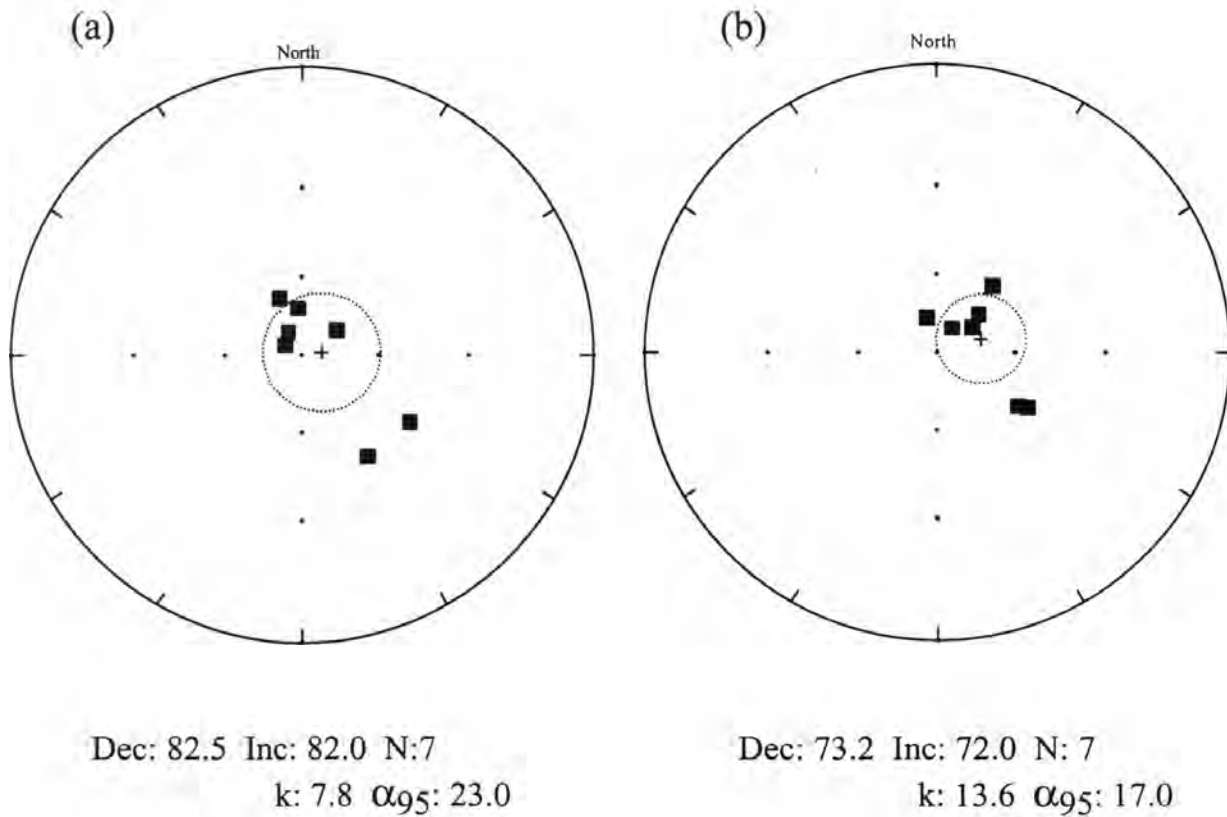 (a)
North
Dec: 82.5 Inc: 82.0 N:7
k: 7.8 α95: 23.0
(b)
North
Dec: 73.2 Inc: 72.0 N: 7
k: 13.6 α95: 17.0